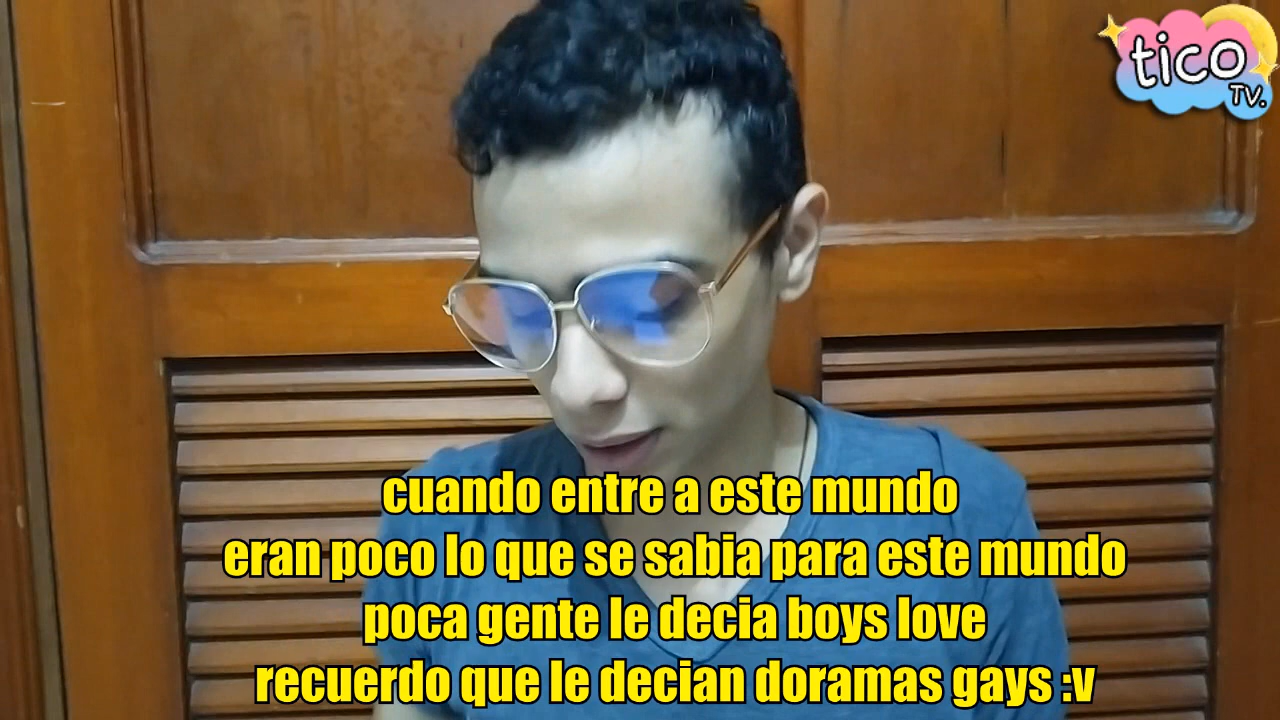 tico
TV.
cuando entre a este mundo
eran poco lo que se sabia para este mundo
poca gente le decia boys love
recuerdo que le decian doramas gays :v